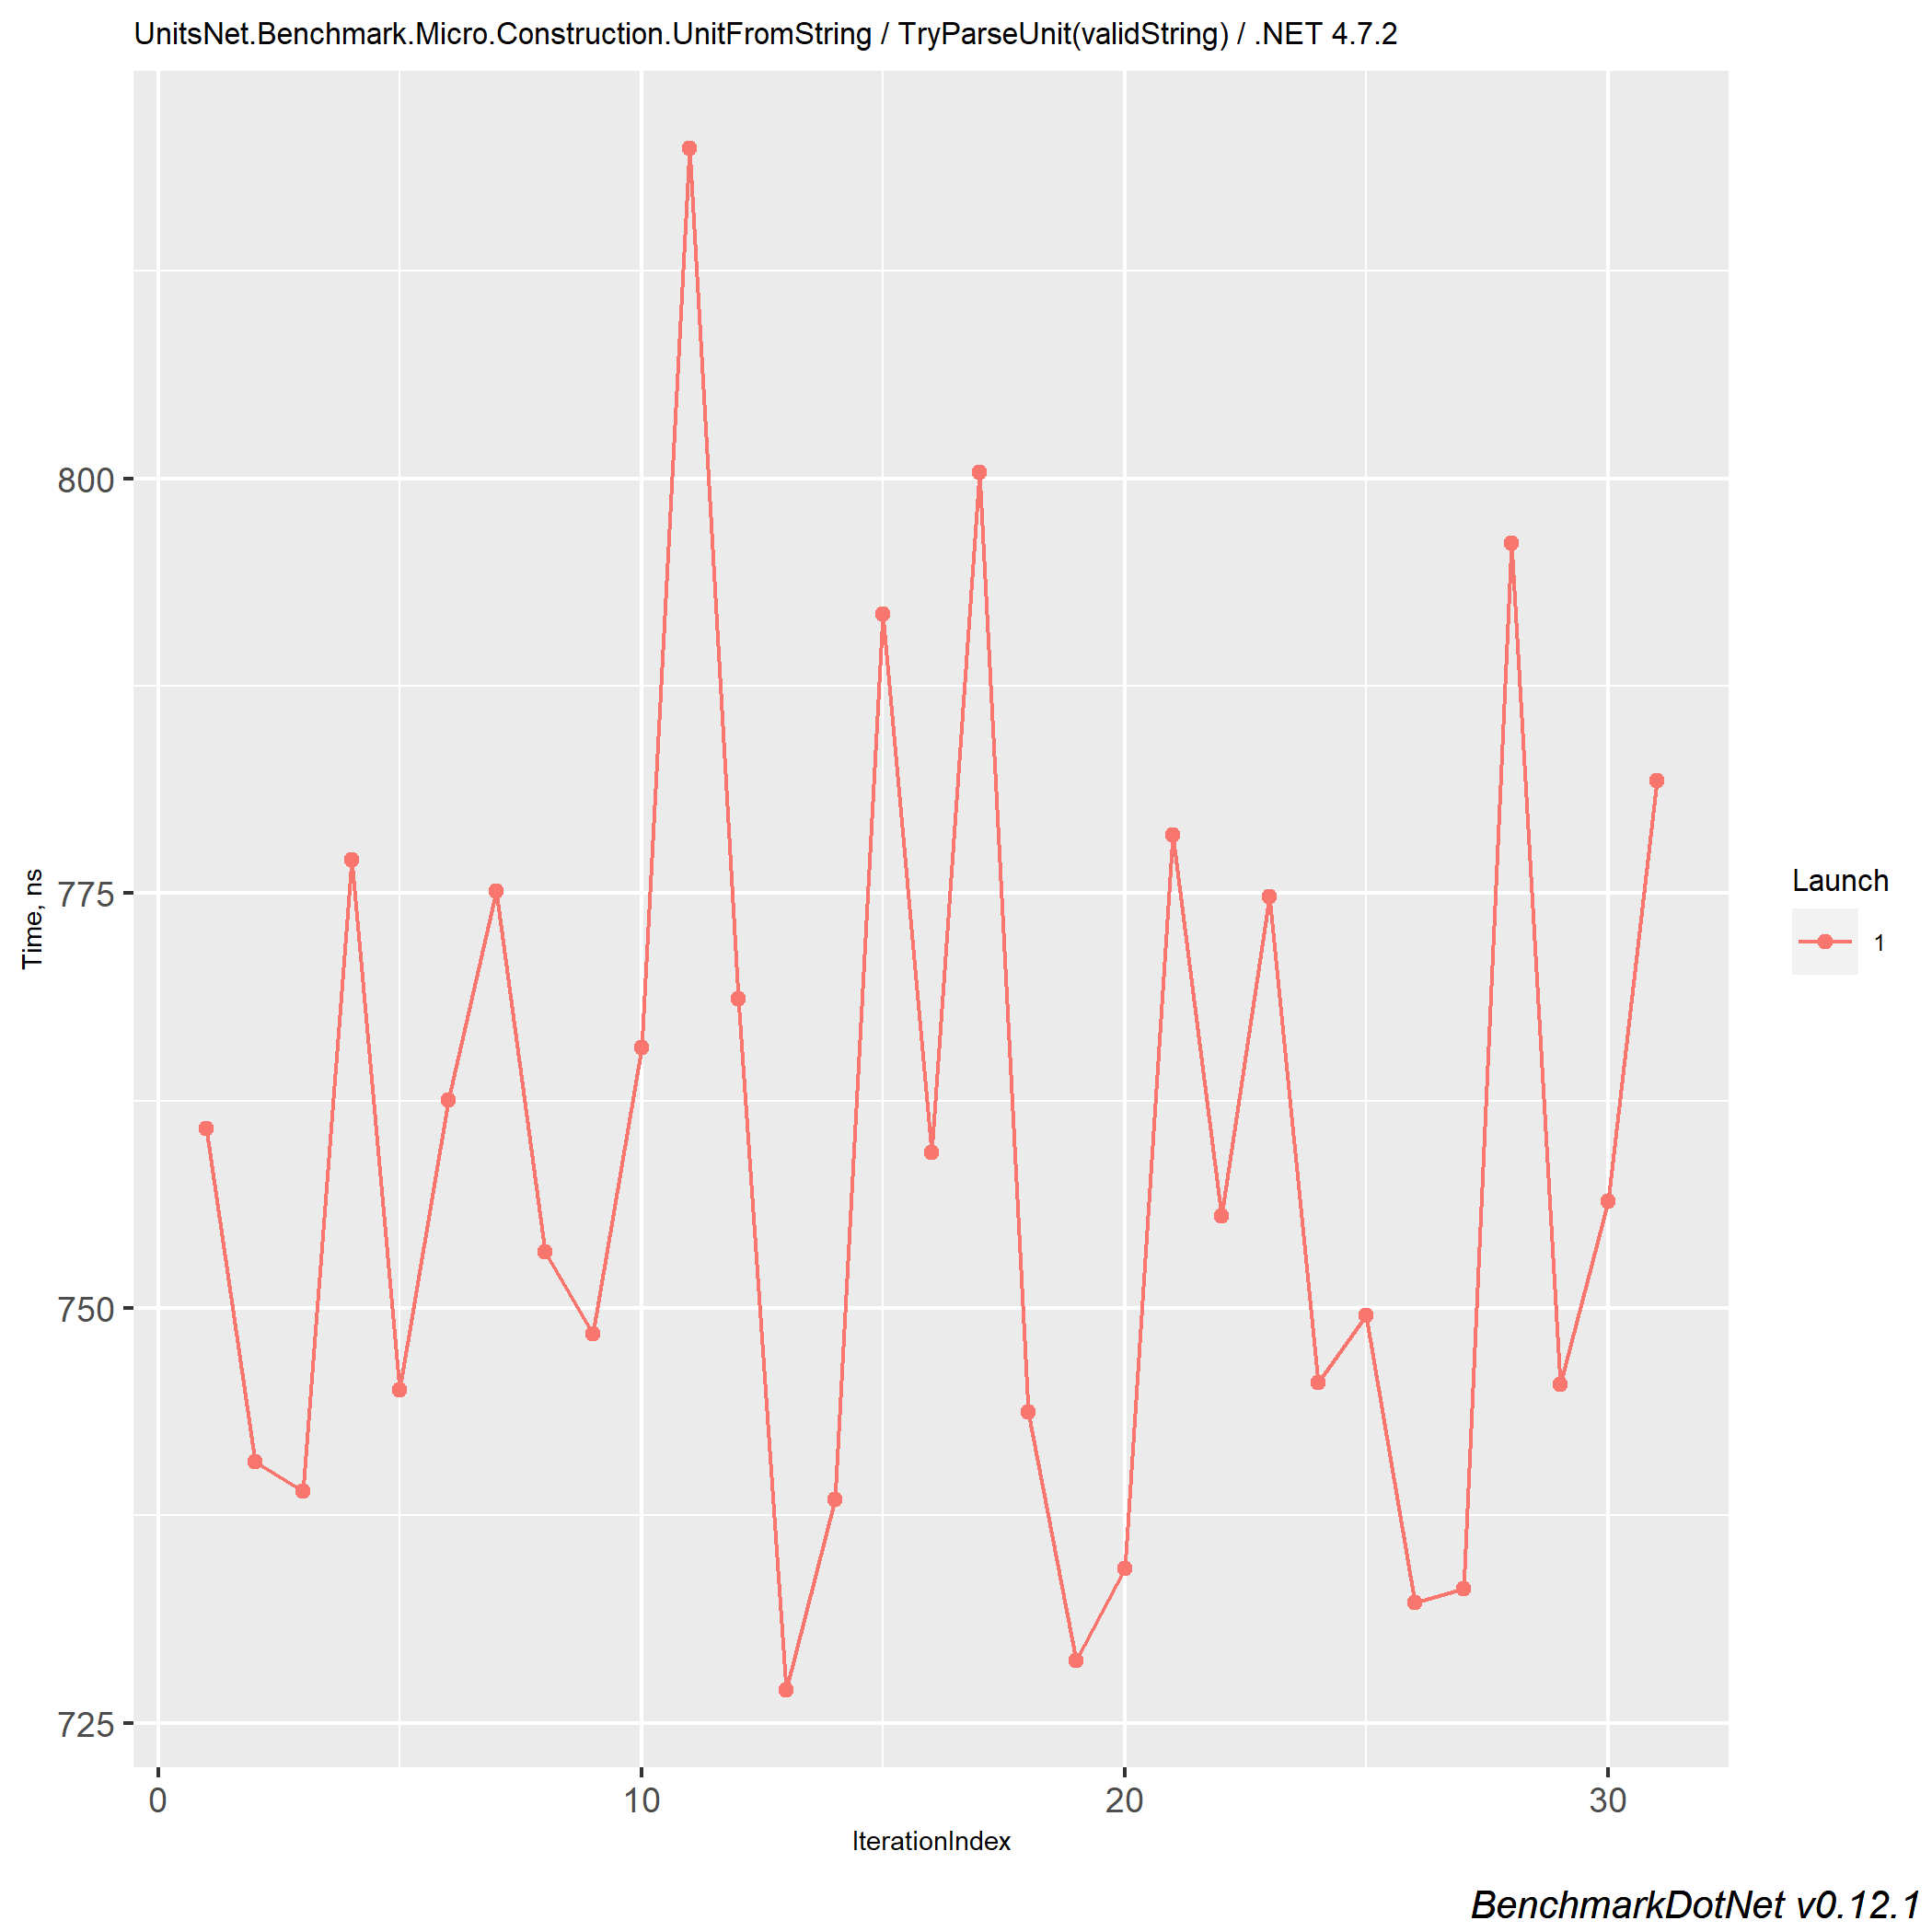 UnitsNet.Benchmark.Micro.Construction.UnitFromString / TryParseUnit(validString) / .NET 4.7.2
Time, ns
800
775
750
725
0 10 20 30
IterationIndex
Launch
1
BenchmarkDotNet v0.12.1